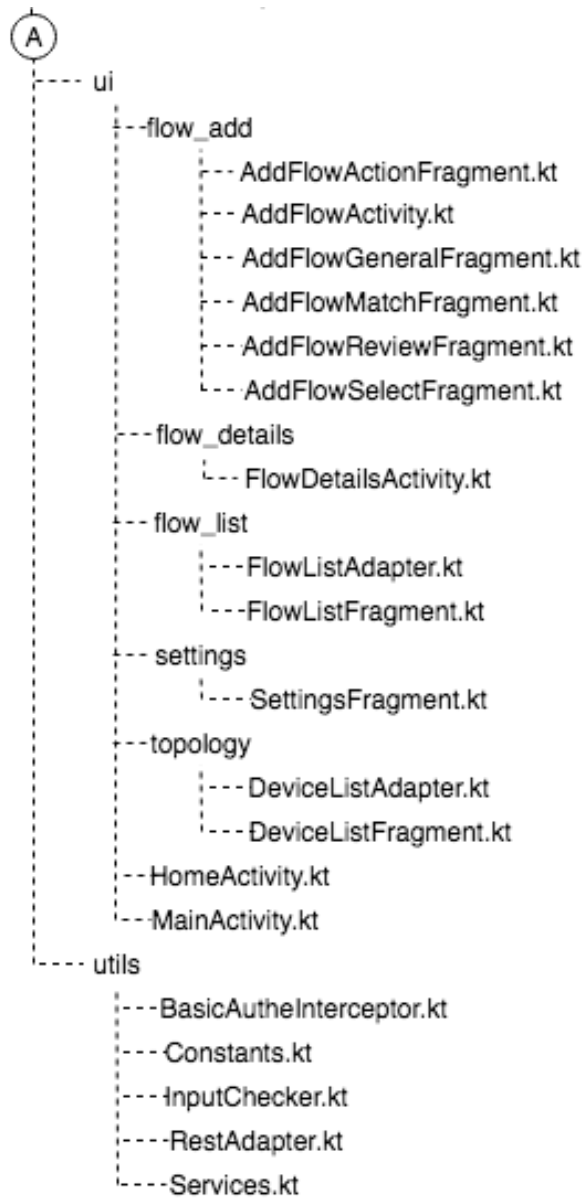 A
ui
flow_add
AddFlowActionFragment.kt
AddFlowActivity.kt
AddFlowGeneralFragment.kt
AddFlowMatchFragment.kt
AddFlowReviewFragment.kt
AddFlowSelectFragment.kt
flow_details
FlowDetailsActivity.kt
flow_list
FlowListAdapter.kt
FlowListFragment.kt
settings
SettingsFragment.kt
topology
DeviceListAdapter.kt
DeviceListFragment.kt
HomeActivity.kt
MainActivity.kt
utils
BasicAutheInterceptor.kt
Constants.kt
InputChecker.kt
RestAdapter.kt
Services.kt